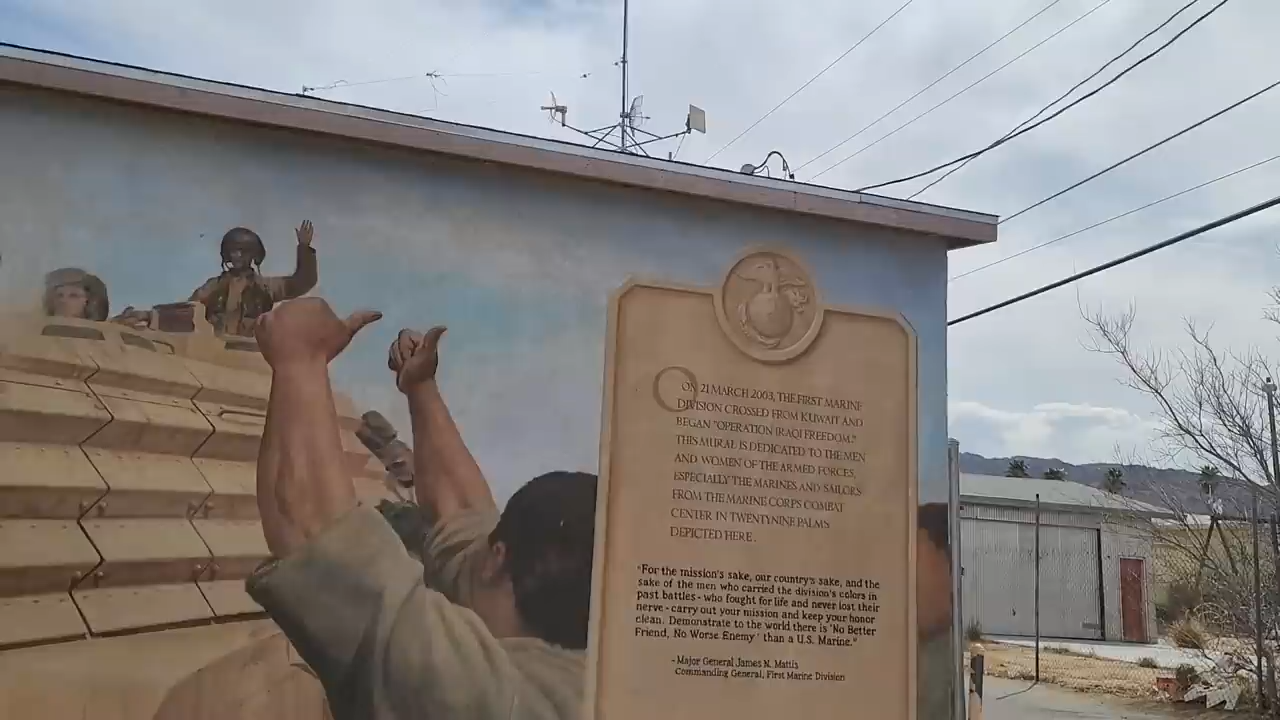 ON 21 MARCH 2003, THE FIRST MARINE
DIVISION CROSSED FROM KUWAIT AND
BEGAN "OPERATION IRAQI FREEDOM."
THIS MURAL IS DEDICATED TO THE MEN
AND WOMEN OF THE ARMED FORCES,
ESPECIALLY THE MARINES AND SAILORS
FROM THE MARINE CORPS COMBAT
CENTER IN TWENTYNINE PALMS
DEPICTED HERE.
"For the mission's sake, our country's sake, and the
sake of the men who carried the division's colors in
past battles - who fought for life and never lost their
nerve - carry out your mission and keep your honor
clean. Demonstrate to the world there is 'No Better
Friend, No Worse Enemy' than a U.S. Marine."
- Major General James N. Mattis
Commanding General, First Marine Division